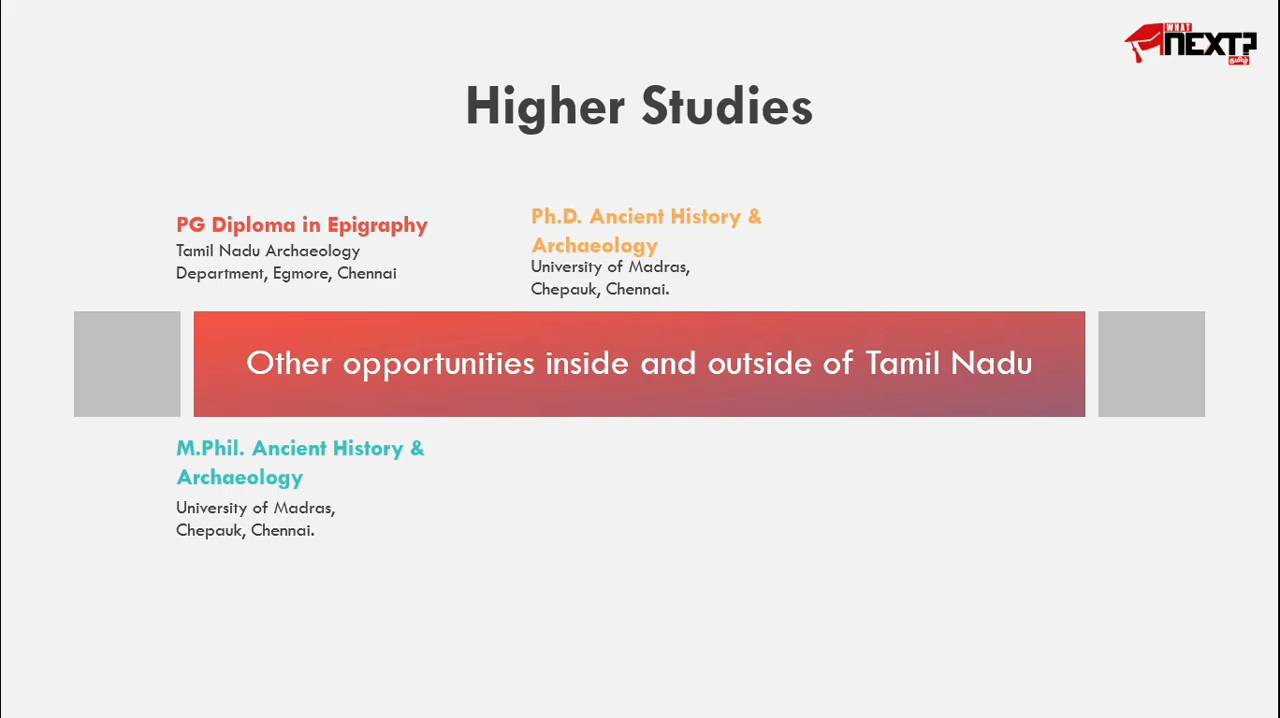 WHAT
NEXT?
தமிழ்
Higher Studies
PG Diploma in Epigraphy
Tamil Nadu Archaeology
Department, Egmore, Chennai
Ph.D. Ancient History &
Archaeology
University of Madras,
Chepauk, Chennai.
Other opportunities inside and outside of Tamil Nadu
M.Phil. Ancient History &
Archaeology
University of Madras,
Chepauk, Chennai.